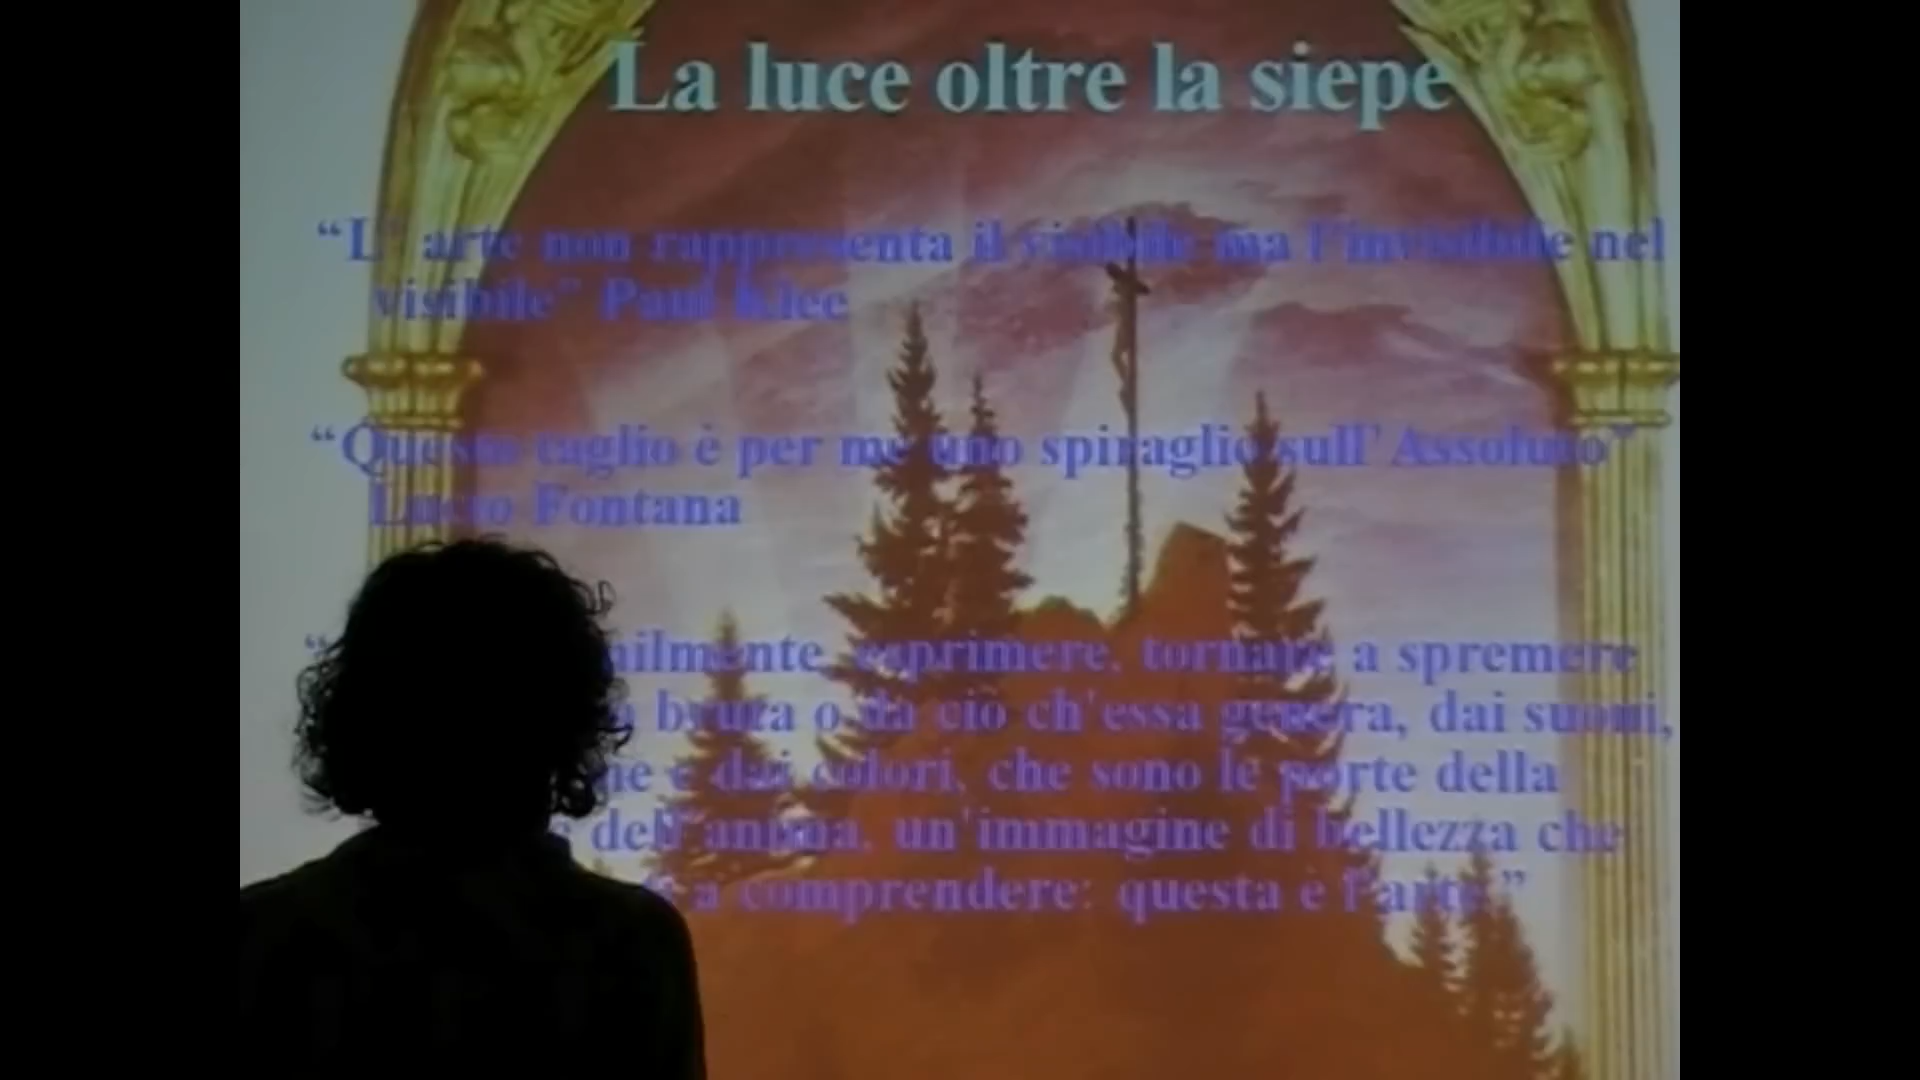 La luce oltre la siepe
“L' arte non rappresenta il visibile ma l'invisibile nel
visibile” Paul Klee
“Questo taglio è per me uno spiraglio sull'Assoluto”
Lucio Fontana
esprimere, tornare a spremere
bruta o da ciò ch'essa genera, dai suoni,
e dai colori, che sono le porte della
dell'anima, un'immagine di bellezza che
a comprendere: questa è l'arte.”